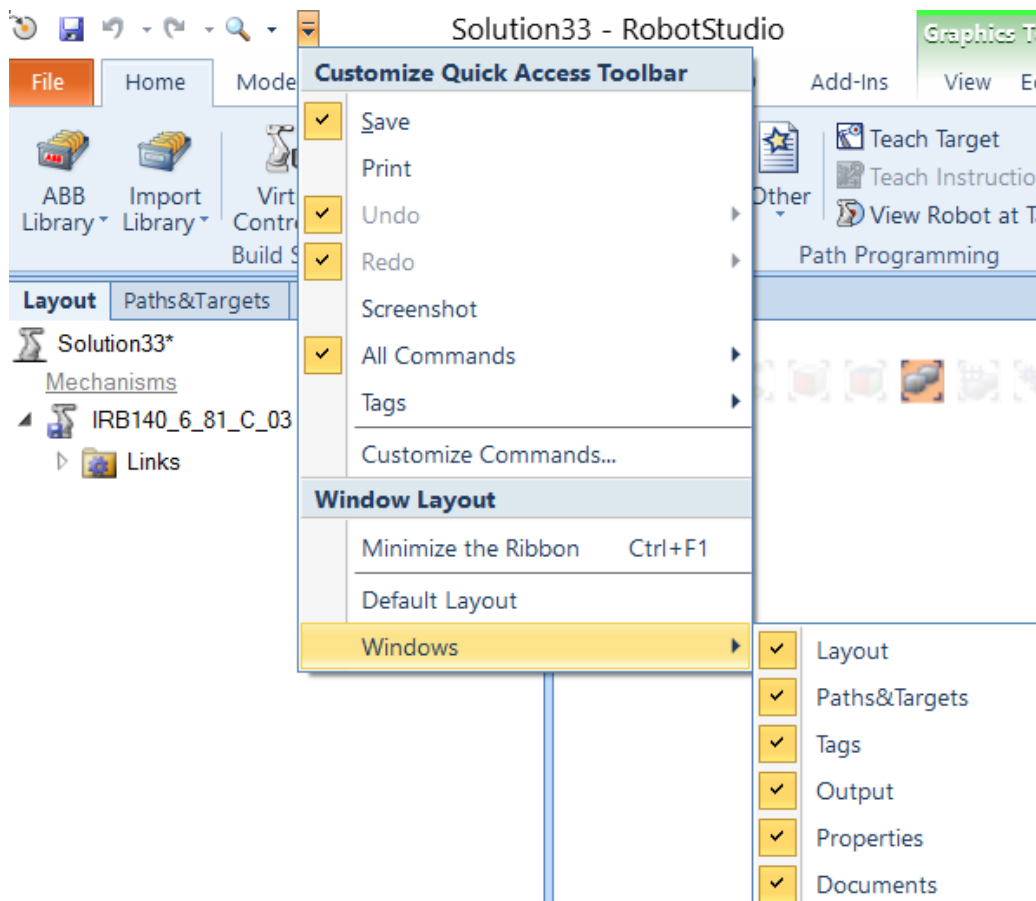 Solution33 - RobotStudio
Graphics T
File Home Mode Add-Ins View E
ABB Library
Import Library
Virt Contr
Build S
Other
Teach Target
Teach Instructio
View Robot at T
Path Programming
Layout Paths&Targets
Solution33*
Mechanisms
IRB140_6_81_C_03
Links
Customize Quick Access Toolbar
Save
Print
Undo
Redo
Screenshot
All Commands
Tags
Customize Commands...
Window Layout
Minimize the Ribbon Ctrl+F1
Default Layout
Windows
Layout
Paths&Targets
Tags
Output
Properties
Documents